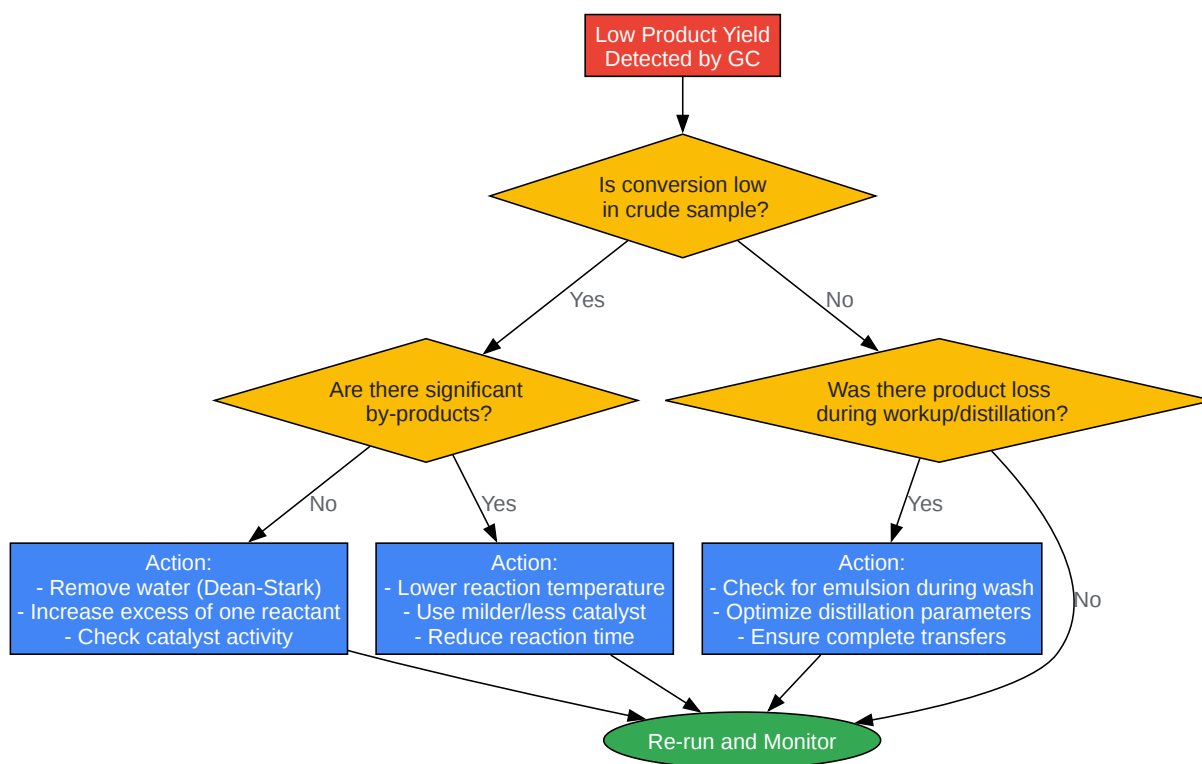 Low Product Yield
Detected by GC
Is conversion low
in crude sample?
Yes
No
Are there significant
by-products?
Was there product loss
during workup/distillation?
No
Yes
Yes
No
Action:
- Remove water (Dean-Stark)
- Increase excess of one reactant
- Check catalyst activity
Action:
- Lower reaction temperature
- Use milder/less catalyst
- Reduce reaction time
Action:
- Check for emulsion during wash
- Optimize distillation parameters
- Ensure complete transfers
Re-run and Monitor